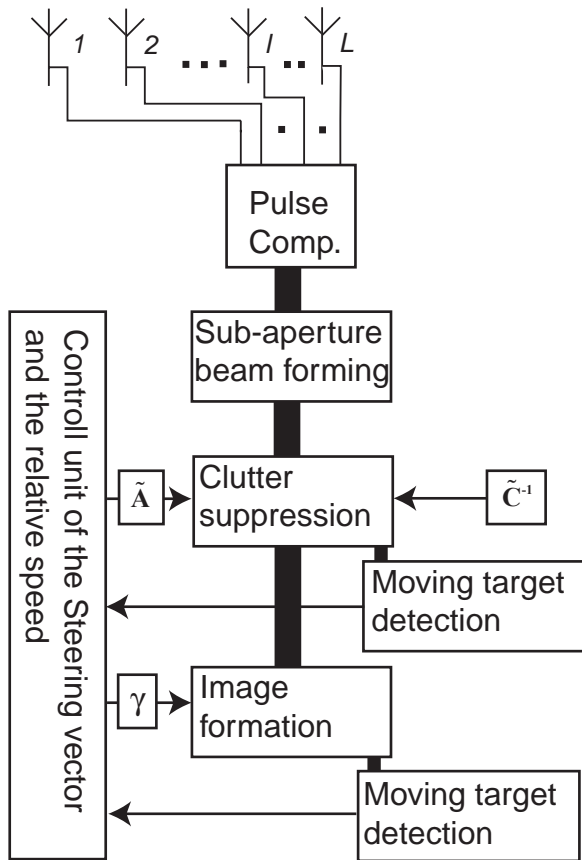 1 2 l L
Pulse
Comp.
Sub-aperture
beam forming
Controll unit of the Steering vector
and the relative speed
Ã
Clutter
suppression
C̃⁻¹
Moving target
detection
γ
Image
formation
Moving target
detection